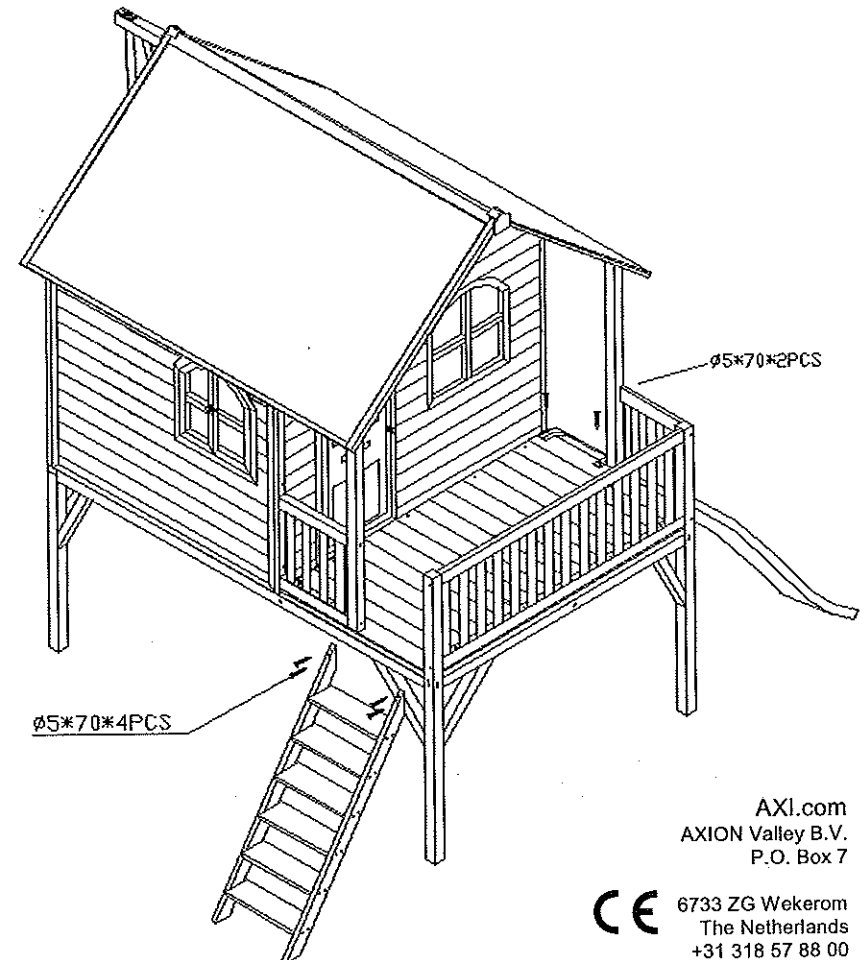 ø5*70*2PCS
ø5*70*4PCS
AXI.com
AXION Valley B.V.
P.O. Box 7
CE
6733 ZG Wekerom
The Netherlands
+31 318 57 88 00